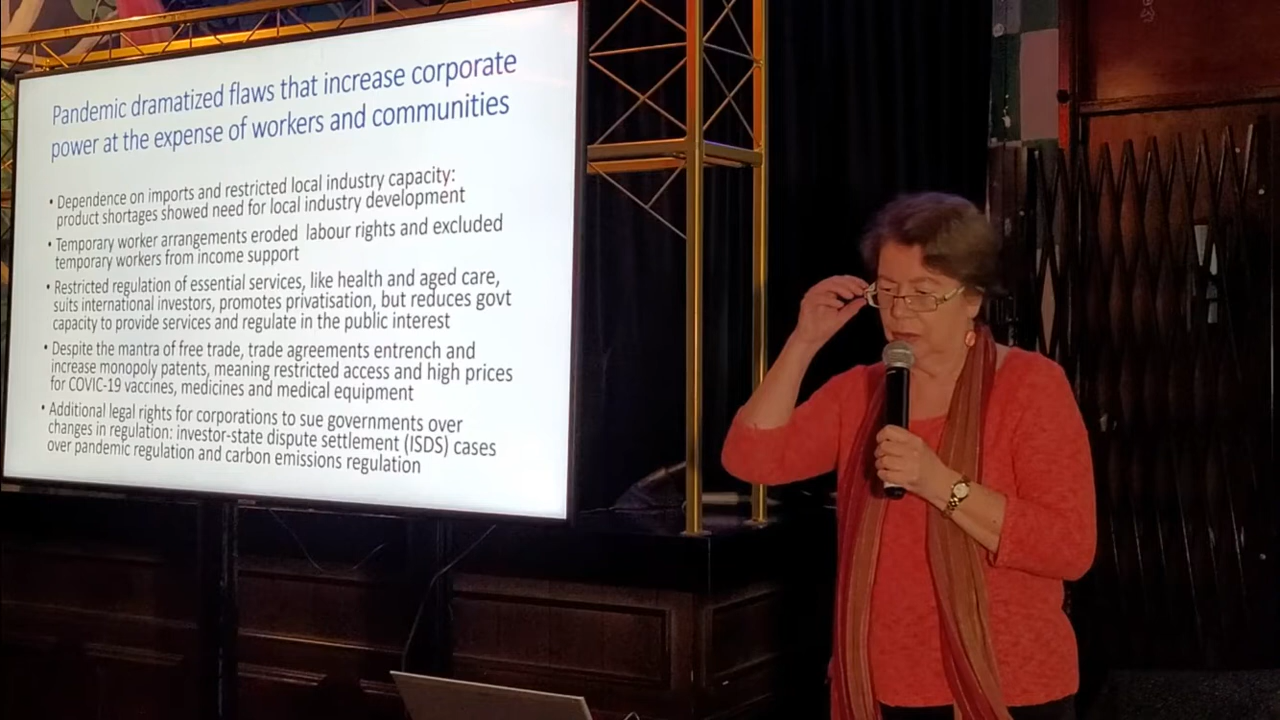 Pandemic dramatized flaws that increase corporate
power at the expense of workers and communities
• Dependence on imports and restricted local industry capacity:
product shortages showed need for local industry development
• Temporary worker arrangements eroded labour rights and excluded
temporary workers from income support
• Restricted regulation of essential services, like health and aged care,
suits international investors, promotes privatisation, but reduces govt
capacity to provide services and regulate in the public interest
• Despite the mantra of free trade, trade agreements entrench and
increase monopoly patents, meaning restricted access and high prices
for COVIC-19 vaccines, medicines and medical equipment
• Additional legal rights for corporations to sue governments over
changes in regulation: investor-state dispute settlement (ISDS) cases
over pandemic regulation and carbon emissions regulation